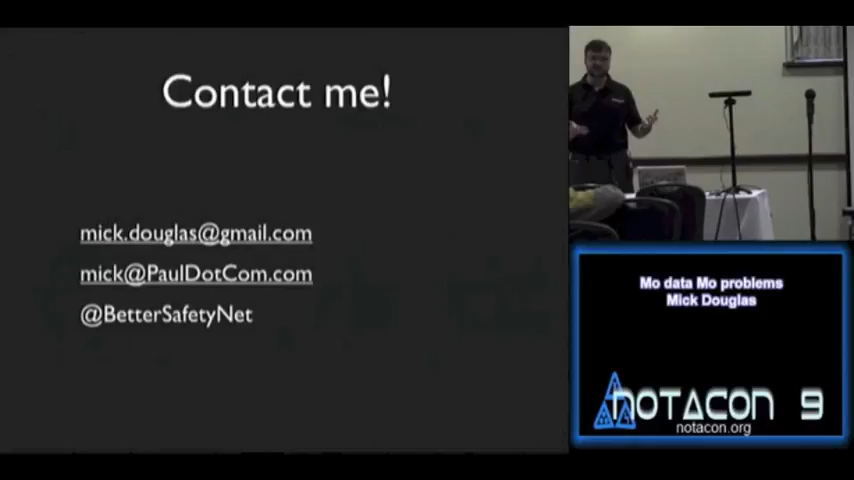 Contact me!
mick.douglas@gmail.com
mick@PaulDotCom.com
@BetterSafetyNet
Mo data Mo problems
Mick Douglas
NOTACON 9
notacon.org